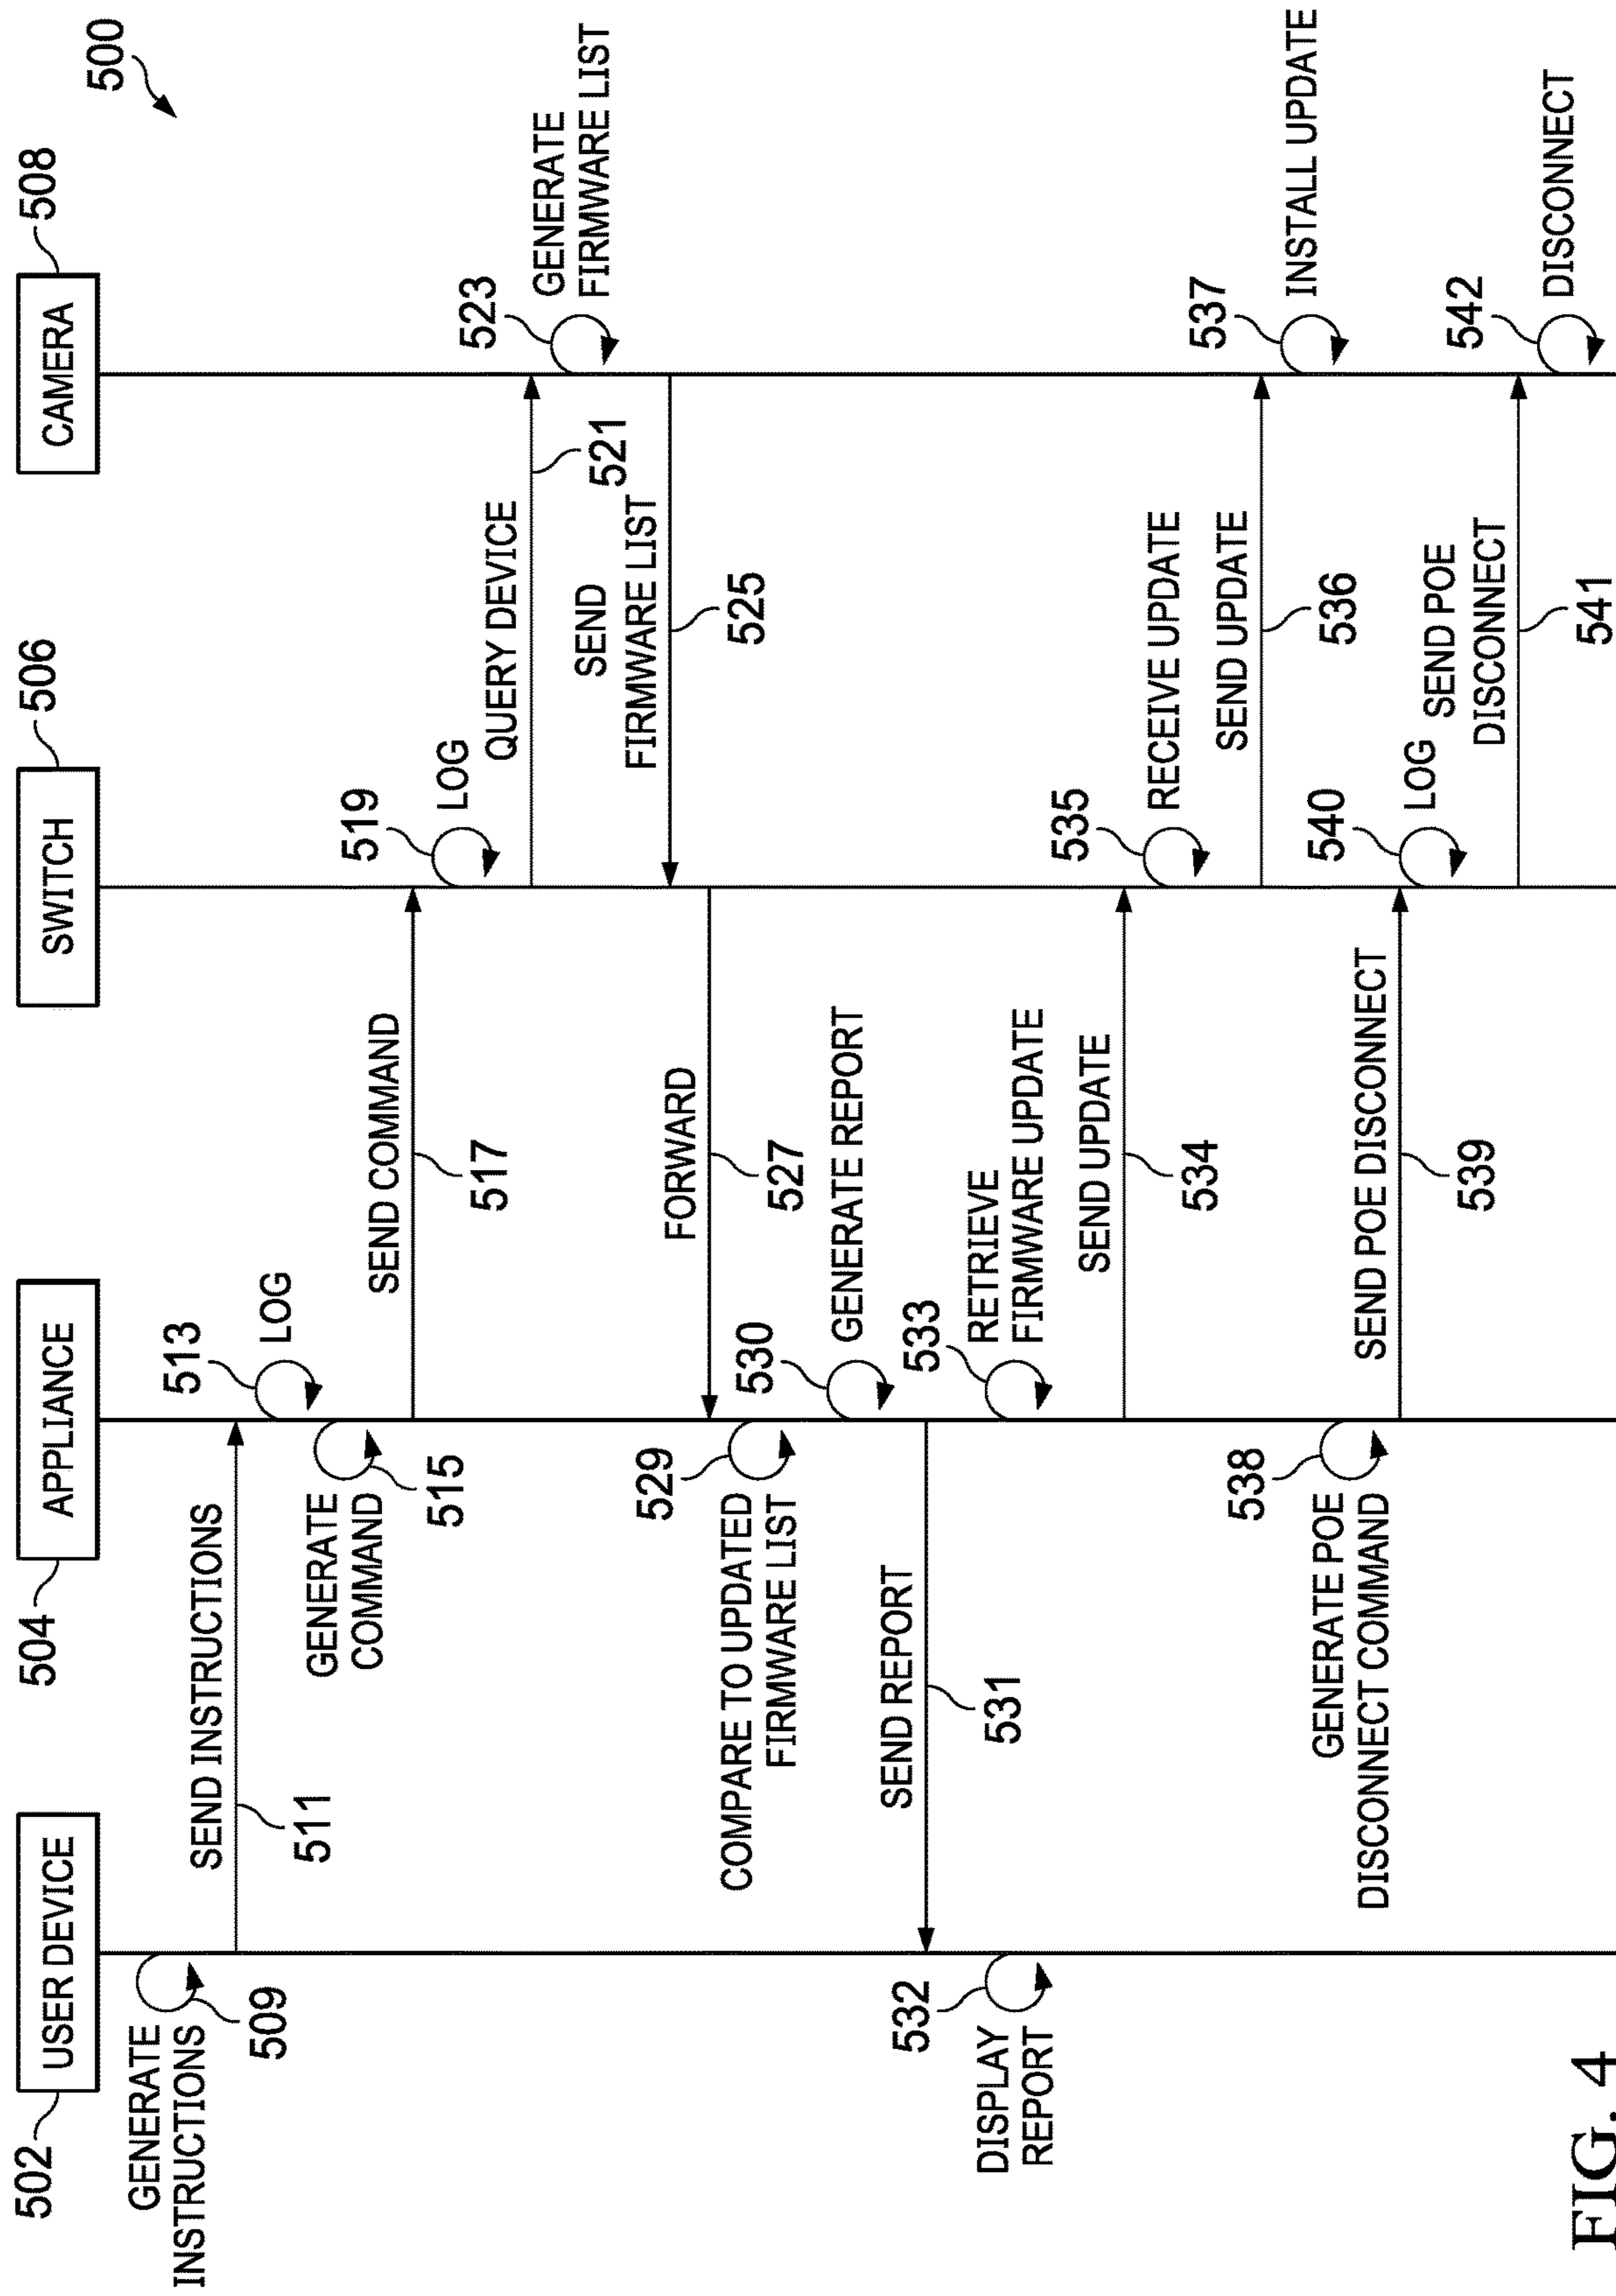 500
502
USER DEVICE
504
APPLIANCE
506
SWITCH
508
CAMERA
GENERATE
INSTRUCTIONS
509
SEND INSTRUCTIONS
511
513
LOG
GENERATE
COMMAND
515
SEND COMMAND
517
519
LOG
QUERY DEVICE
521
523
GENERATE
FIRMWARE LIST
SEND
FIRMWARE LIST
525
FORWARD
527
529
COMPARE TO UPDATED
FIRMWARE LIST
530
GENERATE REPORT
SEND REPORT
531
532
DISPLAY
REPORT
533
RETRIEVE
FIRMWARE UPDATE
SEND UPDATE
534
535
RECEIVE UPDATE
SEND UPDATE
536
537
INSTALL UPDATE
538
GENERATE POE
DISCONNECT COMMAND
SEND POE DISCONNECT
539
540
LOG
SEND POE
DISCONNECT
541
542
DISCONNECT
FIG. 4